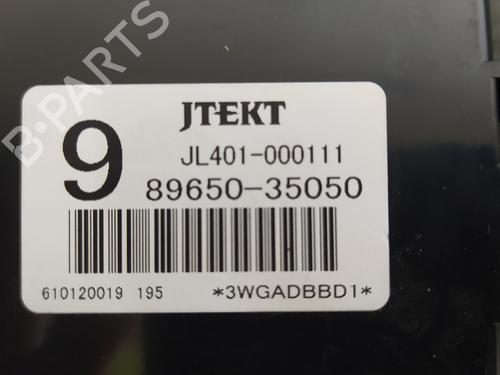 B-PARTS
JTEKT
9
JL401-000111
89650-35050
610120019 195 *3WGADBBD1*